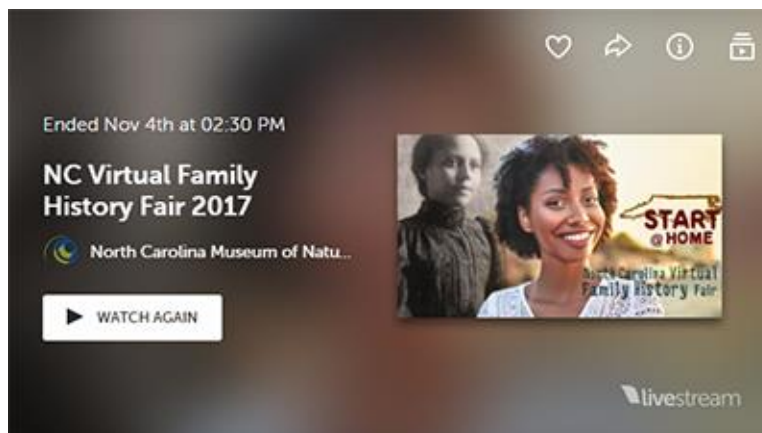 Ended Nov 4th at 02:30 PM
NC Virtual Family
History Fair 2017
North Carolina Museum of Natu...
WATCH AGAIN
START
@ HOME
North Carolina Virtual
Family History Fair
livestream